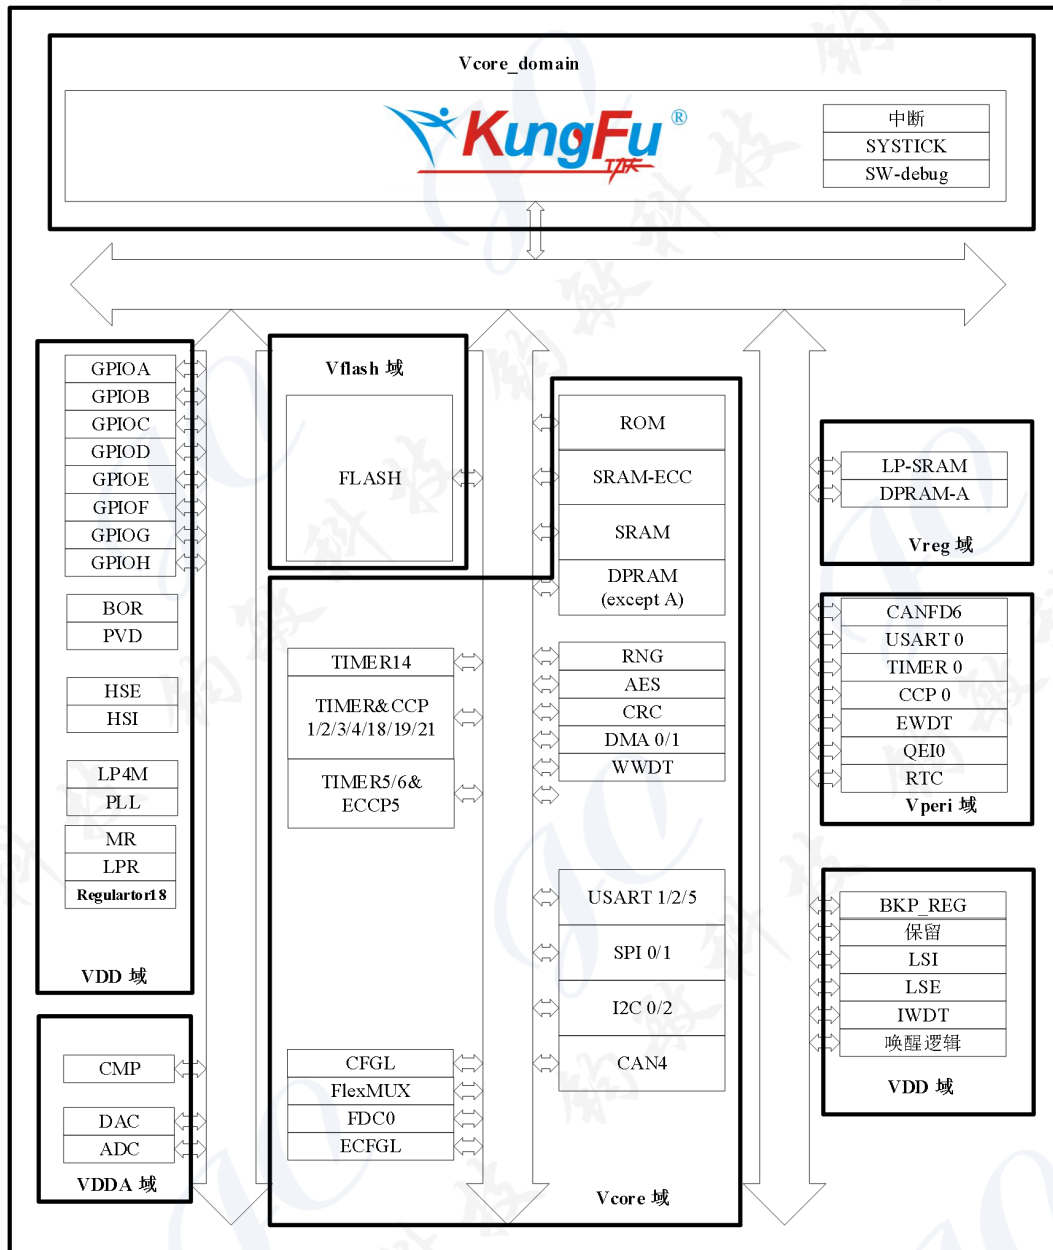 Vcore_domain
KungFu®
功夫
中断
SYSTICK
SW-debug
GPIOA
GPIOB
GPIOC
GPIOD
GPIOE
GPIOF
GPIOG
GPIOH
BOR
PVD
HSE
HSI
LP4M
PLL
MR
LPR
Regulartor18
VDD 域
CMP
DAC
ADC
VDDA 域
Vflash 域
FLASH
TIMER14
TIMER&CCP
1/2/3/4/18/19/21
TIMER5/6&
ECCP5
CFGL
FlexMUX
FDC0
ECFGL
ROM
SRAM-ECC
SRAM
DPRAM
(except A)
RNG
AES
CRC
DMA 0/1
WWDT
USART 1/2/5
SPI 0/1
I2C 0/2
CAN4
Vcore 域
LP-SRAM
DPRAM-A
Vreg 域
CANFD6
USART 0
TIMER 0
CCP 0
EWDT
QEI0
RTC
Vperi 域
BKP_REG
保留
LSI
LSE
IWDT
唤醒逻辑
VDD 域